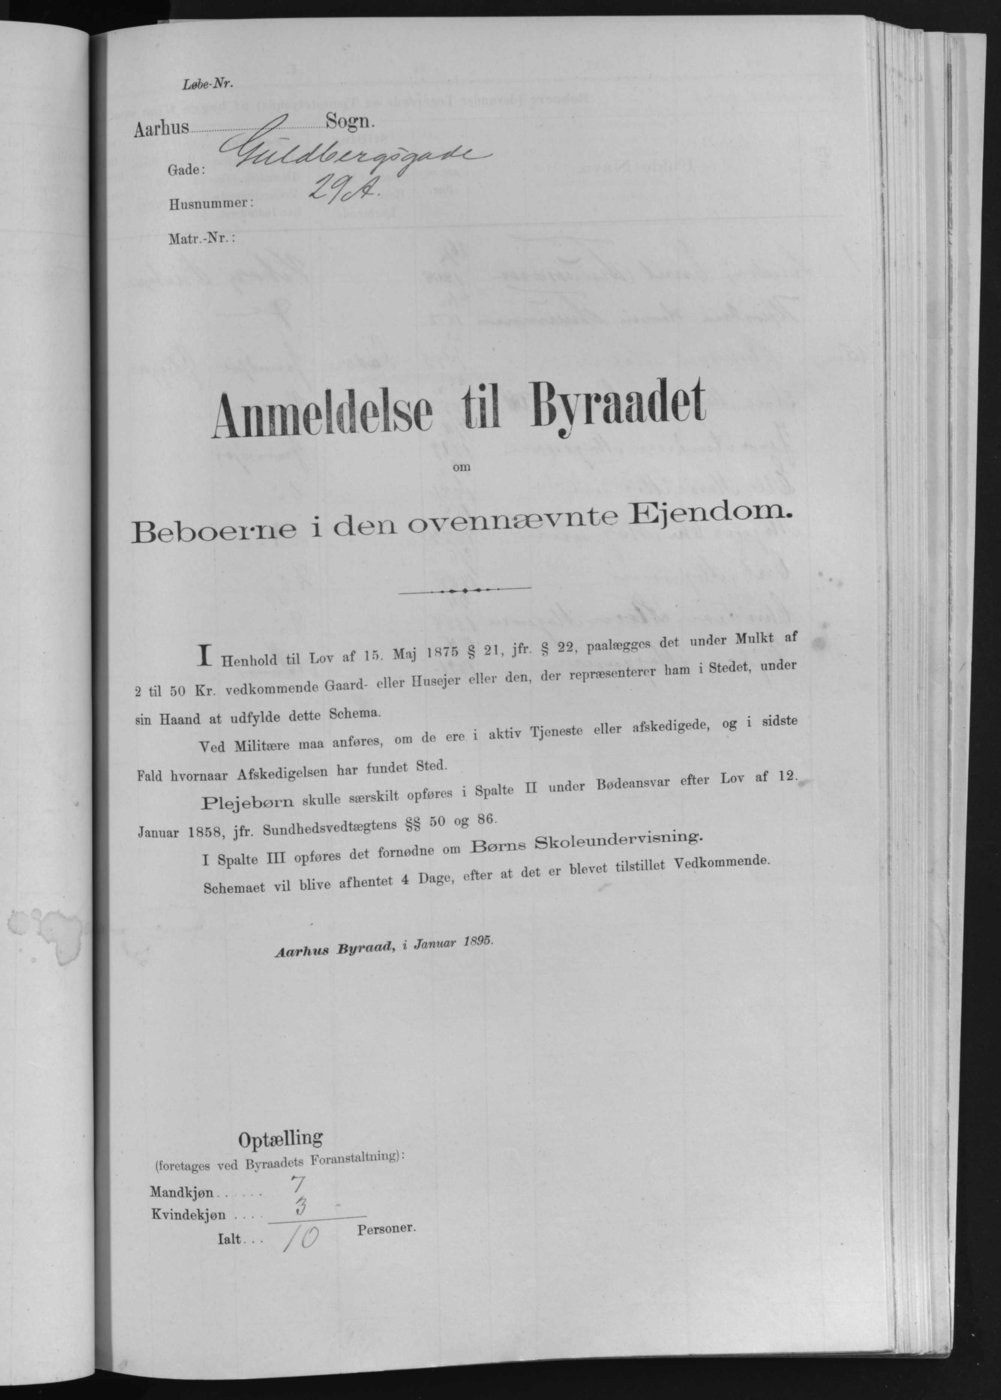 Løbe-Nr.
Aarhus Sogn.
Gade: Guldbergsgade
Husnummer: 29A.
Matr.-Nr.:
Anmeldelse til Byraadet
om
Beboerne i den ovennævnte Ejendom.
I Henhold til Lov af 15. Maj 1875 § 21, jfr. § 22, paalægges det under Mulkt af
2 til 50 Kr. vedkommende Gaard- eller Husejer eller den, der repræsenterer ham i Stedet, under
sin Haand at udfylde dette Schema.
Ved Militære maa anføres, om de ere i aktiv Tjeneste eller afskedigede, og i sidste
Fald hvornaar Afskedigelsen har fundet Sted.
Plejebørn skulle særskilt opføres i Spalte II under Bødeansvar efter Lov af 12.
Januar 1858, jfr. Sundhedsvedtægtens §§ 50 og 86.
I Spalte III opføres det fornødne om Børns Skoleundervisning.
Schemaet vil blive afhentet 4 Dage, efter at det er blevet tilstillet Vedkommende.
Aarhus Byraad, i Januar 1895.
Optælling
(foretages ved Byraadets Foranstaltning):
Mandkjøn...... 7
Kvindekjøn .... 3
Ialt... 10 Personer.